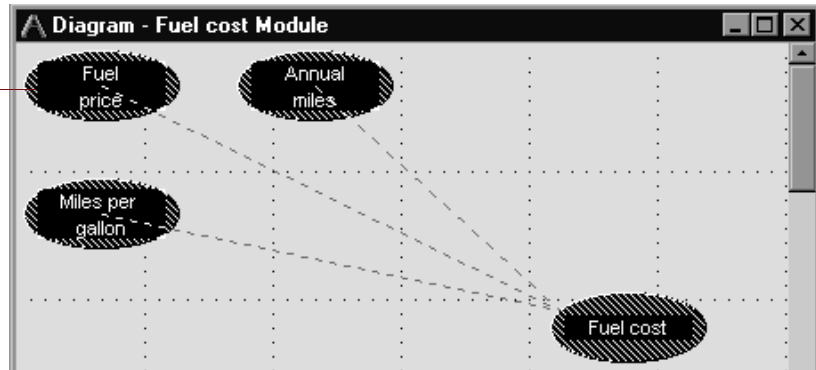 Diagram - Fuel cost Module
Fuel
price
Annual
miles
Miles per
gallon
Fuel cost